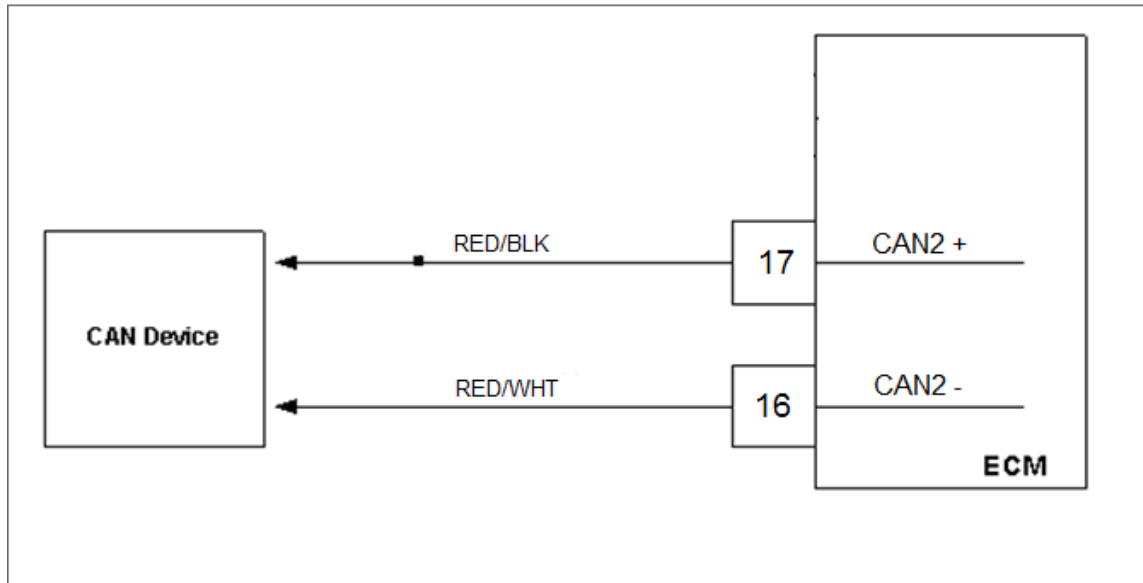 RED/BLK
17
CAN2 +
CAN Device
RED/WHT
16
CAN2 -
ECM